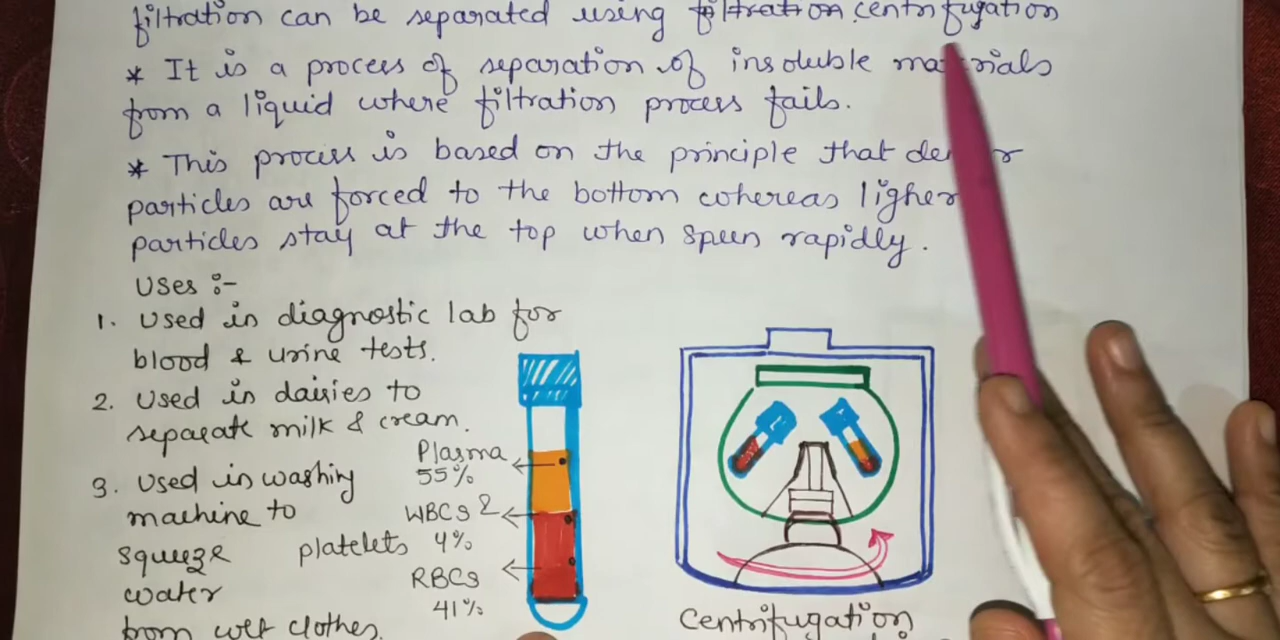 filtration can be separated using filtration centrifugation
* It is a process of separation of insoluble materials
from a liquid where filtration process fails.
* This process is based on the principle that
particles are forced to the bottom whereas ligher
particles stay at the top when speen rapidly.
Uses :-
1. Used in diagnostic lab for
blood & urine tests.
2. Used in dairies to
separate milk & cream.
3. Used in washing
machine to
squeeze
water
from wet clothes.
Plasma
55%
WBCs &
platelets 4%
RBCs
41%
Centrifugation